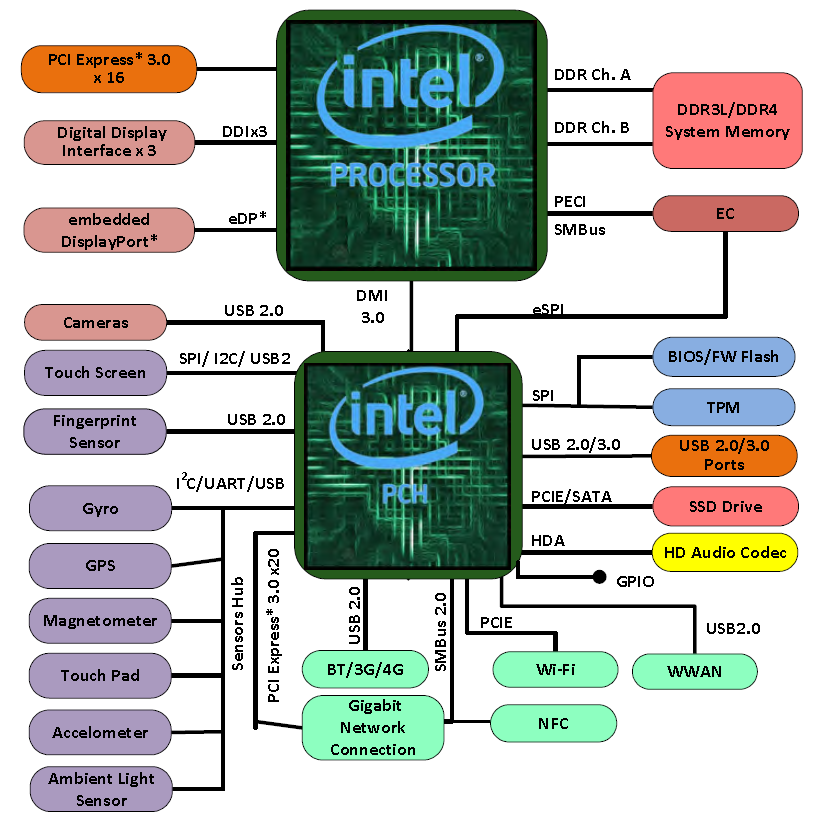 PCI Express* 3.0
x 16
Digital Display
Interface x 3
DDIx3
embedded
DisplayPort*
eDP*
intel®
PROCESSOR
DDR Ch. A
DDR Ch. B
DDR3L/DDR4
System Memory
PECI
SMBus
EC
DMI
3.0
eSPI
Cameras
USB 2.0
Touch Screen
SPI/ I2C/ USB2
Fingerprint
Sensor
USB 2.0
intel®
PCH
SPI
BIOS/FW Flash
TPM
USB 2.0/3.0
USB 2.0/3.0
Ports
PCIE/SATA
SSD Drive
HDA
HD Audio Codec
GPIO
I²C/UART/USB
Gyro
GPS
Magnetometer
Touch Pad
Accelometer
Ambient Light
Sensor
Sensors Hub
PCI Express* 3.0 x20
USB 2.0
BT/3G/4G
SMBus 2.0
Gigabit
Network
Connection
PCIE
Wi-Fi
NFC
USB2.0
WWAN